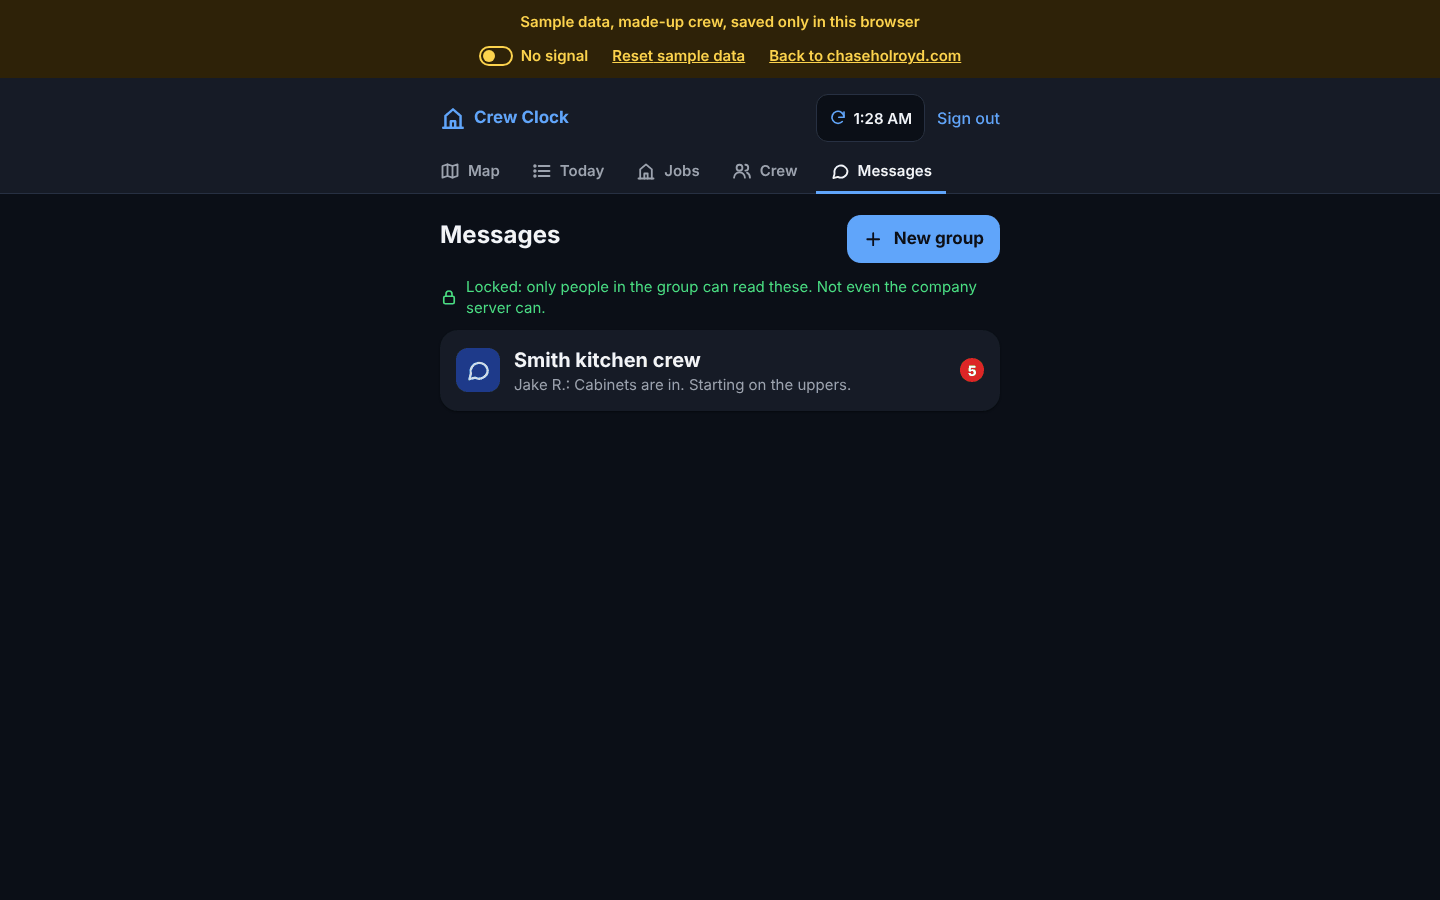 Sample data, made-up crew, saved only in this browser
No signal Reset sample data Back to chaseholroyd.com
Crew Clock 1:28 AM Sign out
Map Today Jobs Crew Messages
Messages
New group
Locked: only people in the group can read these. Not even the company
server can.
Smith kitchen crew
Jake R.: Cabinets are in. Starting on the uppers.
5